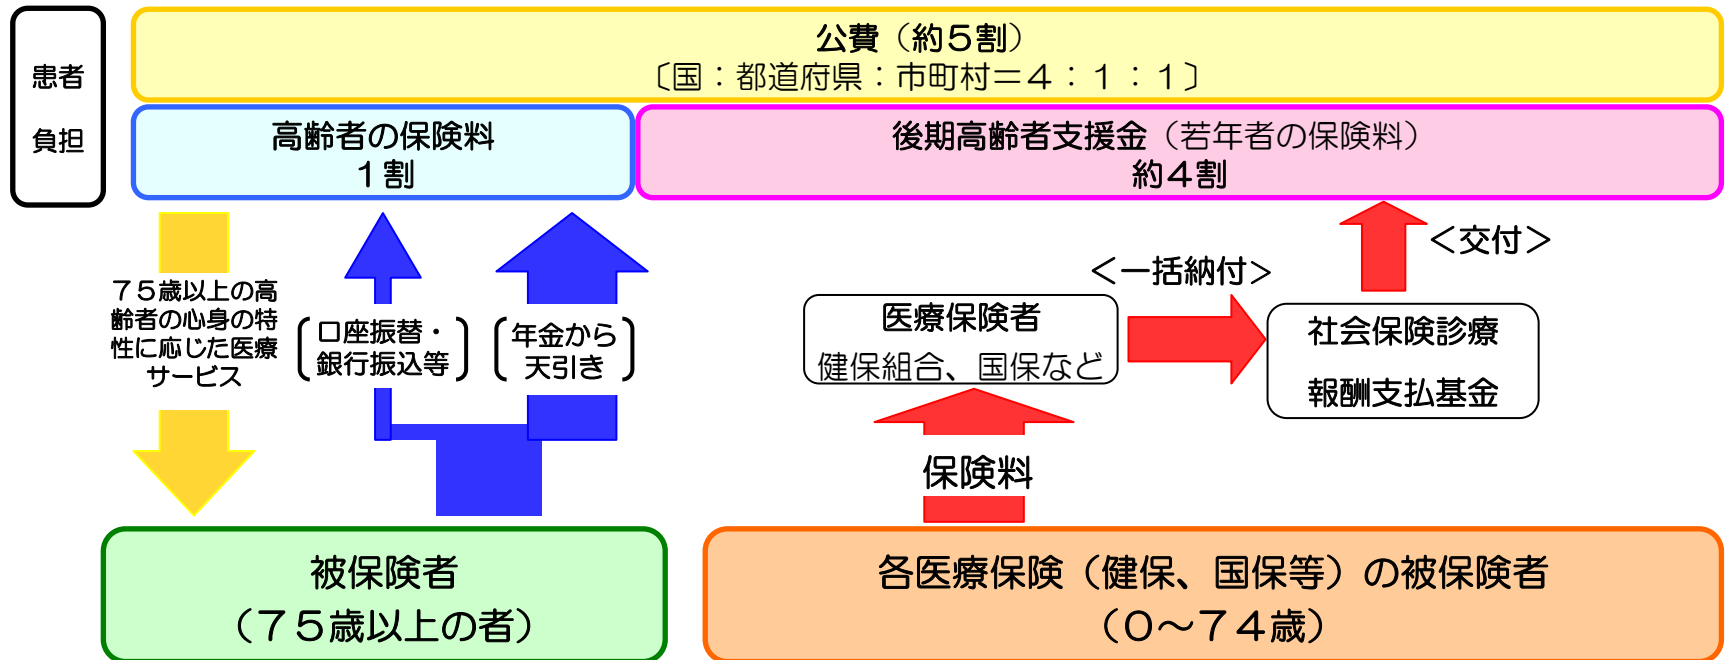 患者
負担
公費（約５割）
〔国：都道府県：市町村＝４：１：１〕
高齢者の保険料
１割
後期高齢者支援金（若年者の保険料）
約４割
７５歳以上の高
齢者の心身の特
性に応じた医療
サービス
口座振替・
銀行振込等
年金から
天引き
＜一括納付＞
＜交付＞
医療保険者
健保組合、国保など
社会保険診療
報酬支払基金
保険料
被保険者
（７５歳以上の者）
各医療保険（健保、国保等）の被保険者
（０～７４歳）